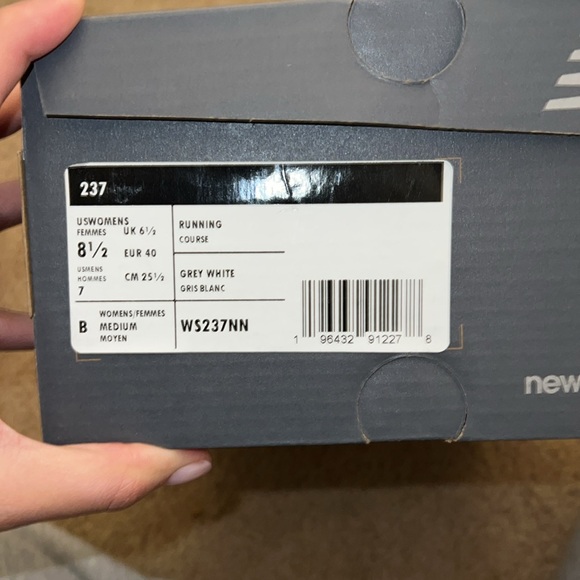 237
USWOMENS
FEMMES UK 6½
8½ EUR 40
USMENS
HOMMES CM 25½
7
B WOMENS/FEMMES
MEDIUM
MOYEN
RUNNING
COURSE
GREY WHITE
GRIS BLANC
WS237NN
1 96432 91227 8
new